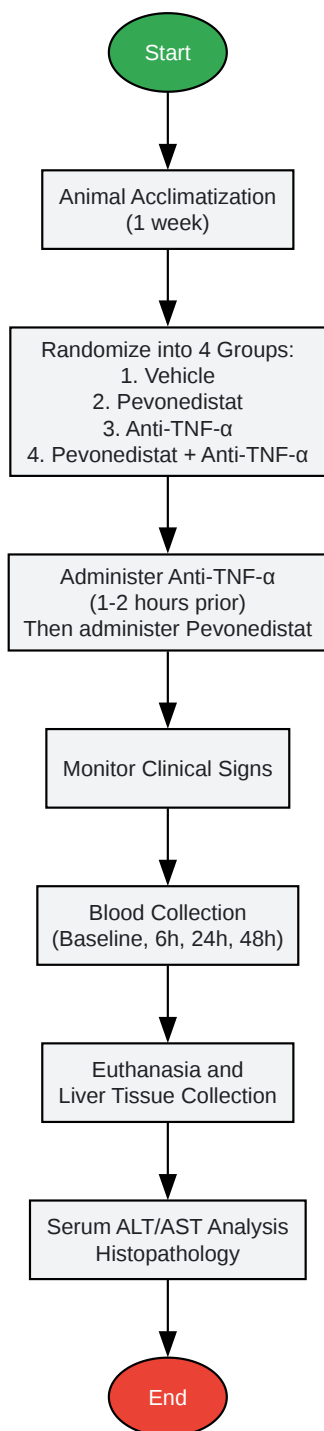 Start
Animal Acclimatization
(1 week)
Randomize into 4 Groups:
1. Vehicle
2. Pevonedistat
3. Anti-TNF-α
4. Pevonedistat + Anti-TNF-α
Administer Anti-TNF-α
(1-2 hours prior)
Then administer Pevonedistat
Monitor Clinical Signs
Blood Collection
(Baseline, 6h, 24h, 48h)
Euthanasia and
Liver Tissue Collection
Serum ALT/AST Analysis
Histopathology
End